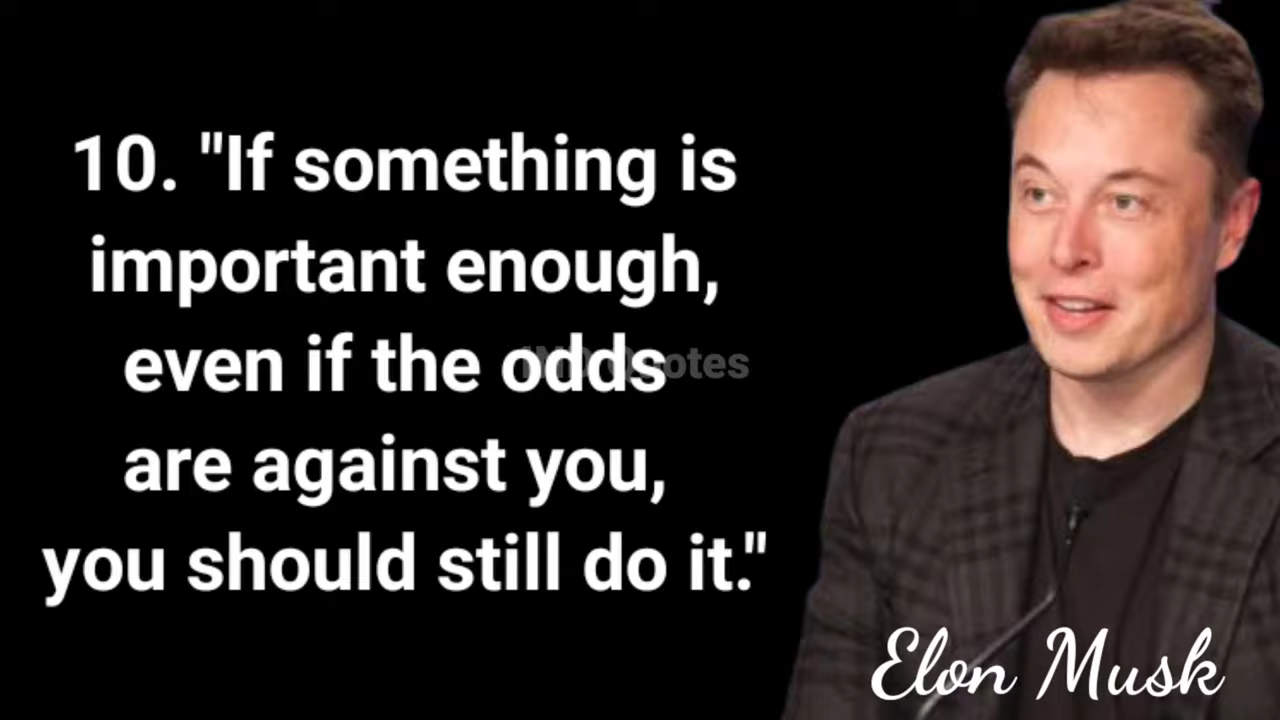 10. "If something is
important enough,
even if the odds
are against you,
you should still do it."
Quotes
Elon Musk